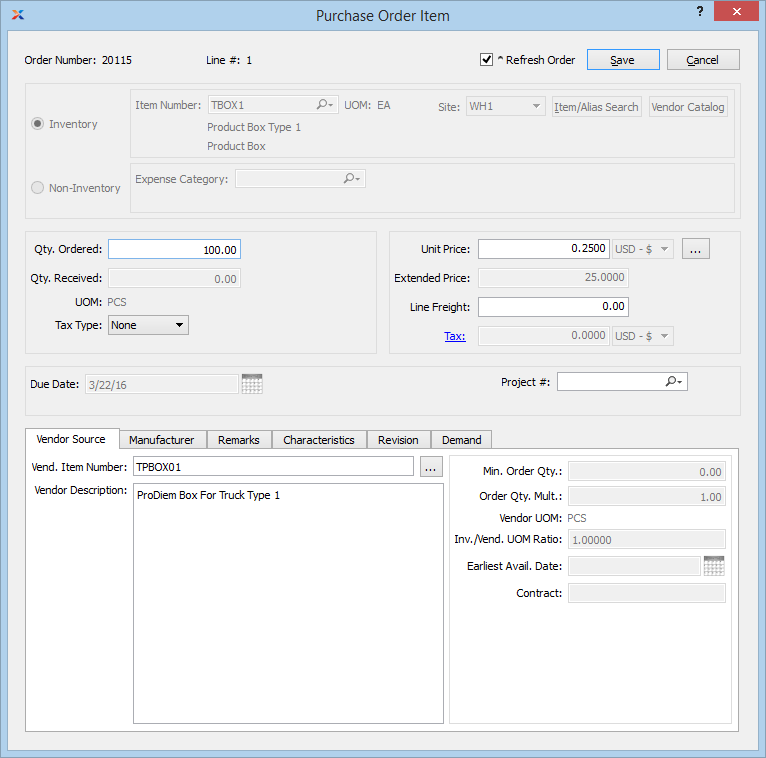 Purchase Order Item
?
Order Number: 20115 Line #: 1 ^ Refresh Order Save Cancel
Inventory
Item Number: TBOX1 UOM: EA Site: WH1 Item/Alias Search Vendor Catalog
Product Box Type 1
Product Box
Non-Inventory
Expense Category:
Qty. Ordered: 100.00
Qty. Received: 0.00
UOM: PCS
Tax Type: None
Unit Price: 0.2500 USD - $ ...
Extended Price: 25.0000
Line Freight: 0.00
Tax: 0.0000 USD - $
Due Date: 3/22/16
Project #:
Vendor Source Manufacturer Remarks Characteristics Revision Demand
Vend. Item Number: TPBOX01 ...
Vendor Description: ProDiem Box For Truck Type 1
Min. Order Qty.: 0.00
Order Qty. Mult.: 1.00
Vendor UOM: PCS
Inv./Vend. UOM Ratio: 1.00000
Earliest Avail. Date:
Contract: